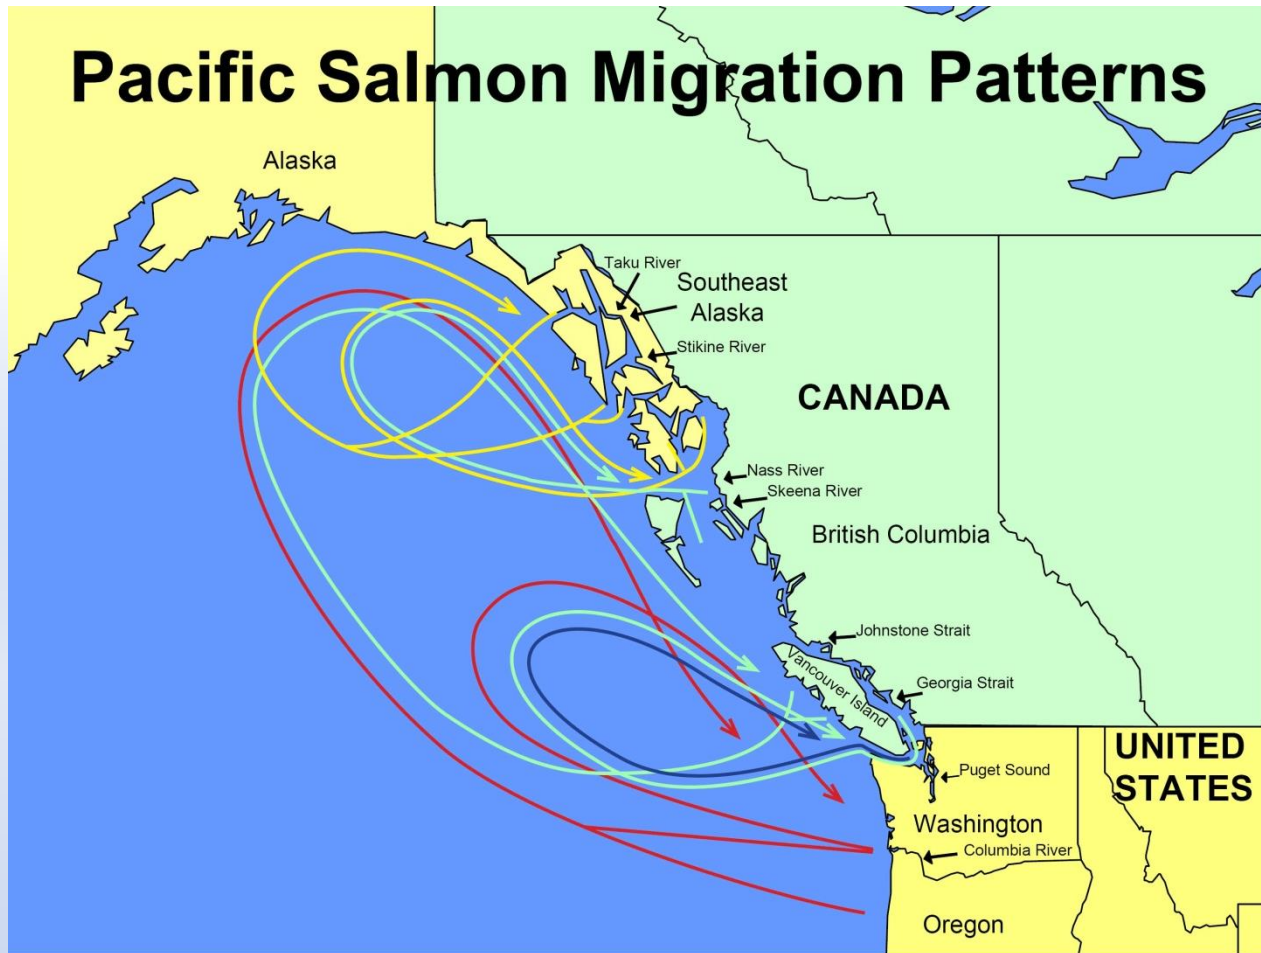 Pacific Salmon Migration Patterns
Alaska
Taku River
Southeast
Alaska
Stikine River
CANADA
Nass River
Skeena River
British Columbia
Johnstone Strait
Vancouver Island
Georgia Strait
UNITED
STATES
Puget Sound
Washington
Columbia River
Oregon